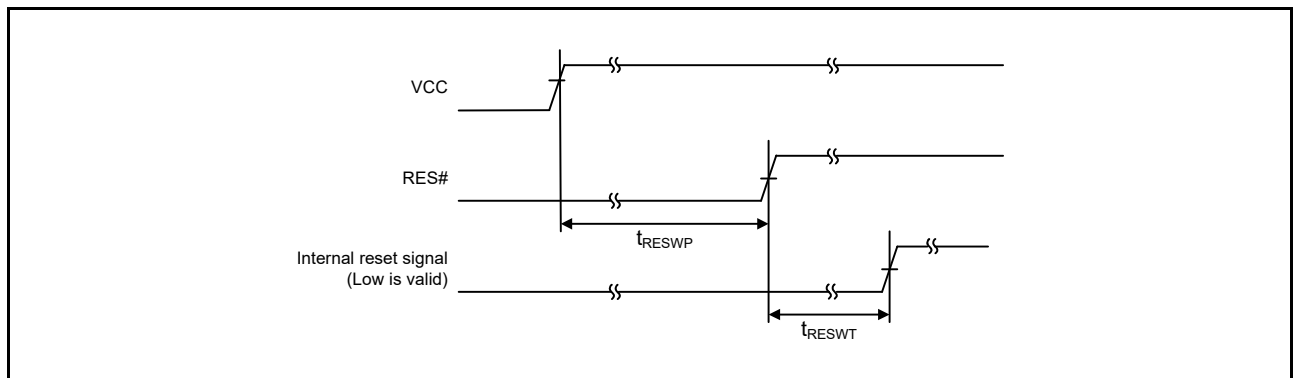 VCC
RES#
tRESWP
Internal reset signal
(Low is valid)
tRESWT